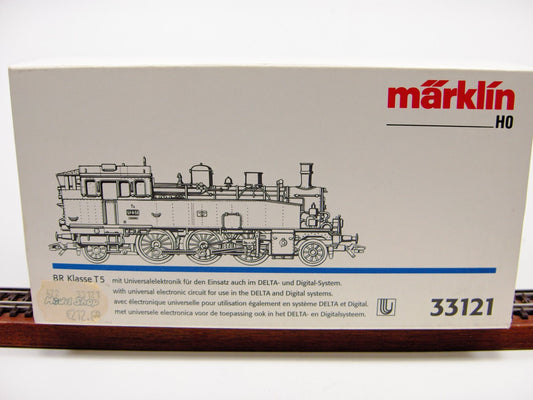 märklin
HO
BR Klasse T5
mit Universalelektronik für den Einsatz auch im DELTA- und Digital-System.
with universal electronic circuit for use in the DELTA and Digital systems.
avec électronique universelle pour utilisation également en système DELTA et Digital.
met universele electronica voor de toepassing ook in het DELTA- en Digitalsysteem.
U
33121